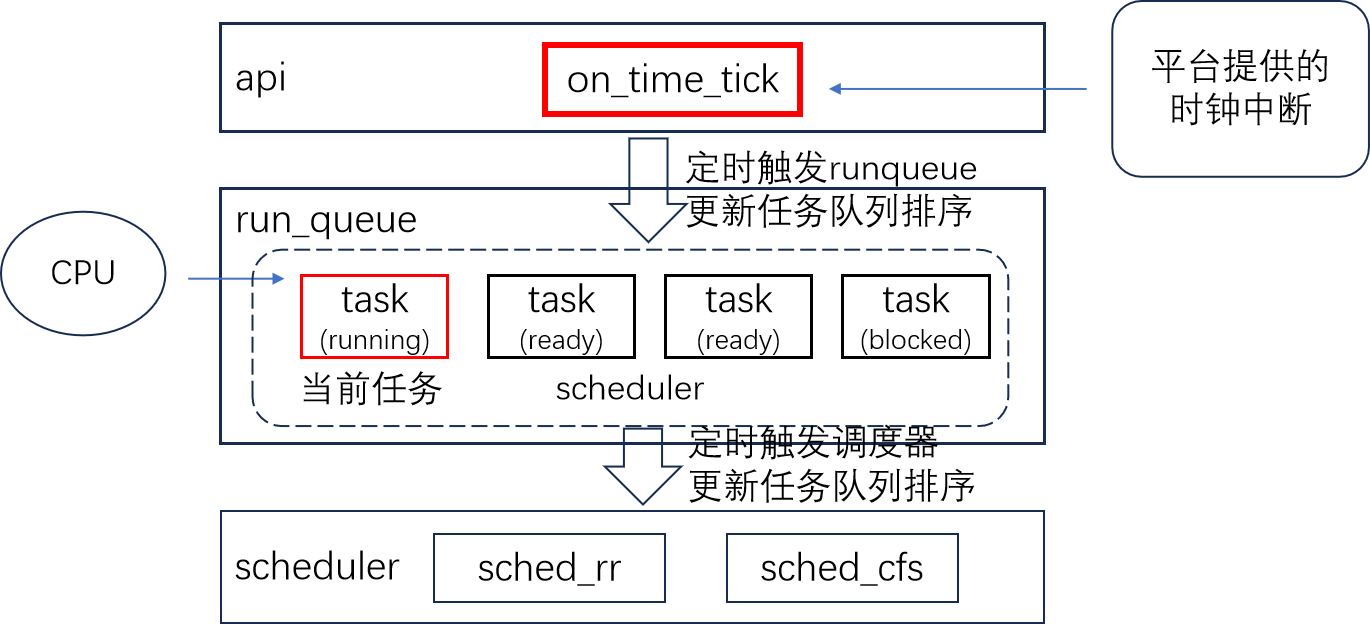 api
on_time_tick
平台提供的
时钟中断
定时触发runqueue
更新任务队列排序
run_queue
CPU
task
(running)
task
(ready)
task
(ready)
task
(blocked)
当前任务
scheduler
定时触发调度器
更新任务队列排序
scheduler
sched_rr
sched_cfs